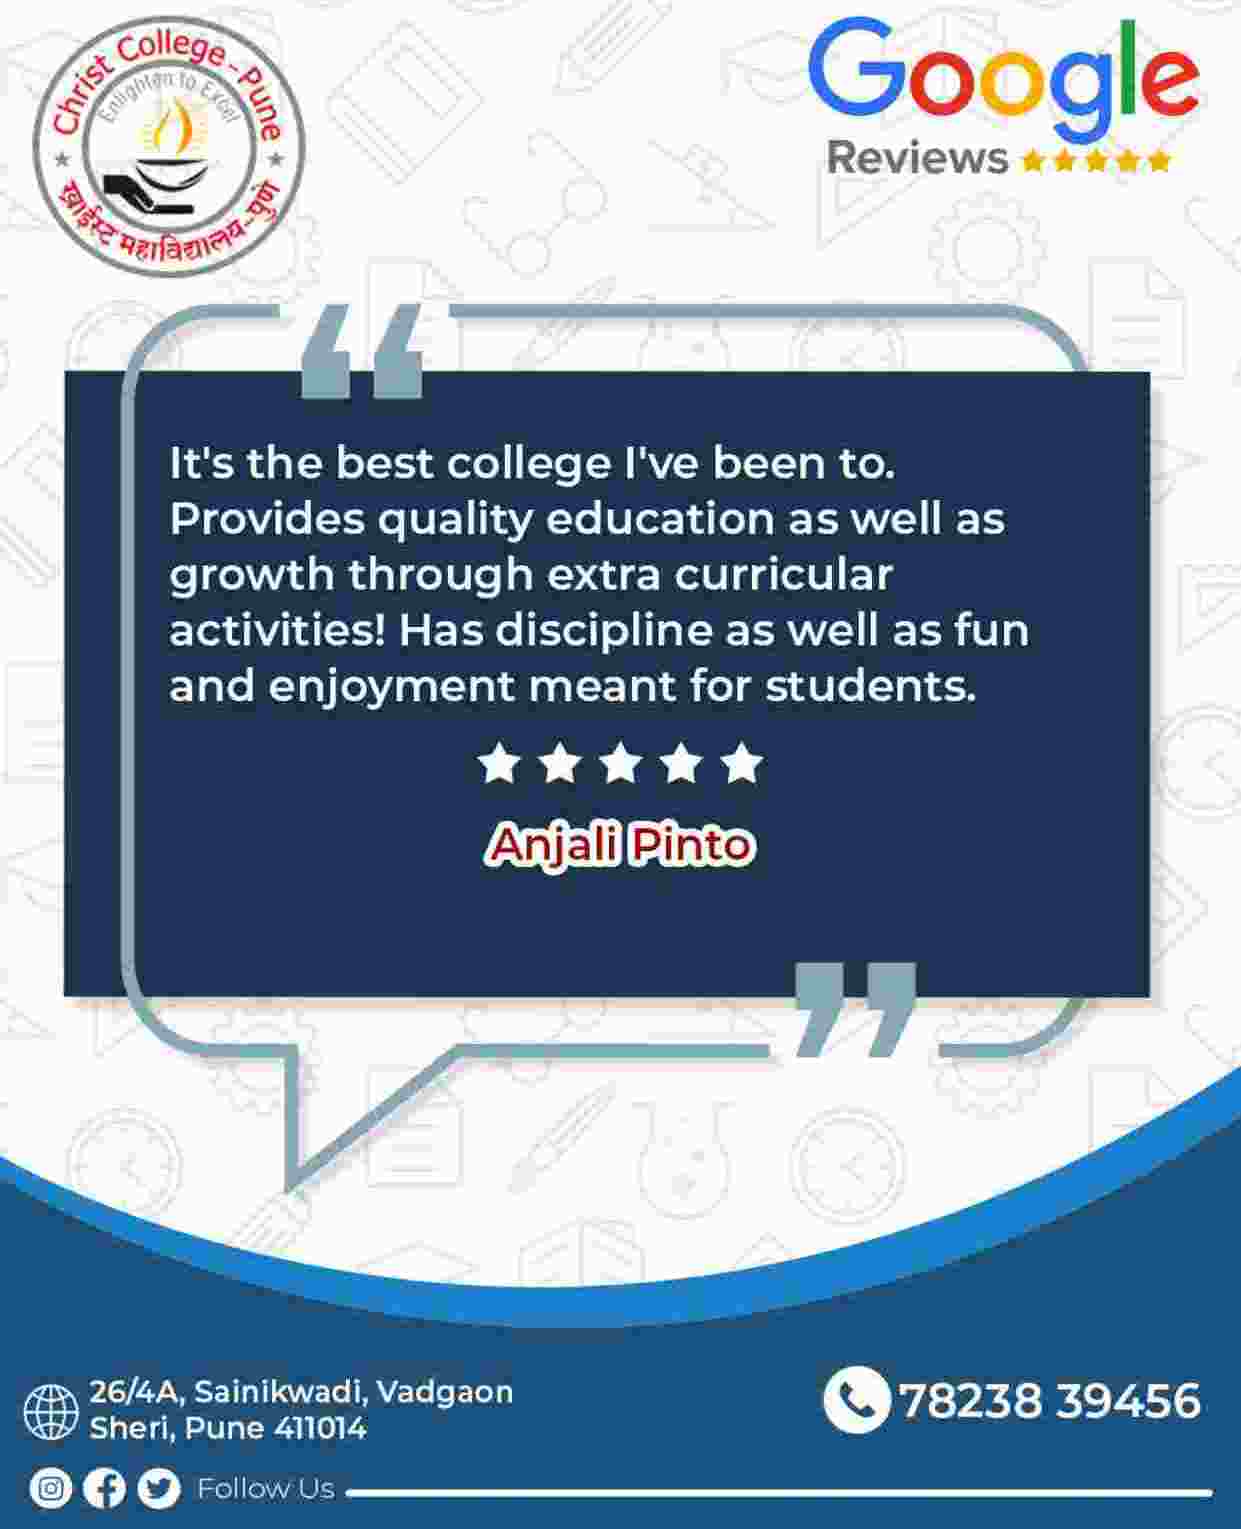 Christ College - Pune
Enlighten to Excel
ख्राईस्ट महाविद्यालय - पुणे
Google
Reviews
It's the best college I've been to.
Provides quality education as well as
growth through extra curricular
activities! Has discipline as well as fun
and enjoyment meant for students.
Anjali Pinto
26/4A, Sainikwadi, Vadgaon
Sheri, Pune 411014
78238 39456
Follow Us